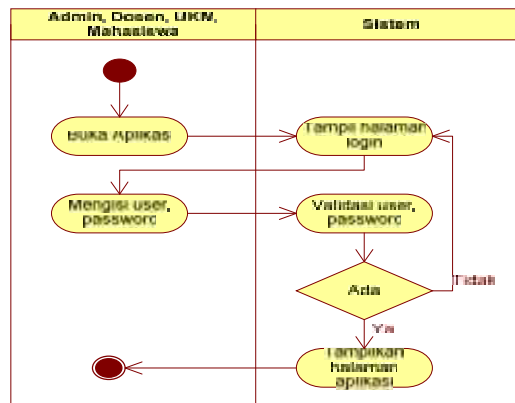 Admin, Dosen, UKM,
Mahasiswa
Sistem
Buka Aplikasi
Tampil halaman
login
Mengisi user,
password
Validasi user,
password
Ada
Tidak
Ya
Tampilkan
halaman
aplikasi